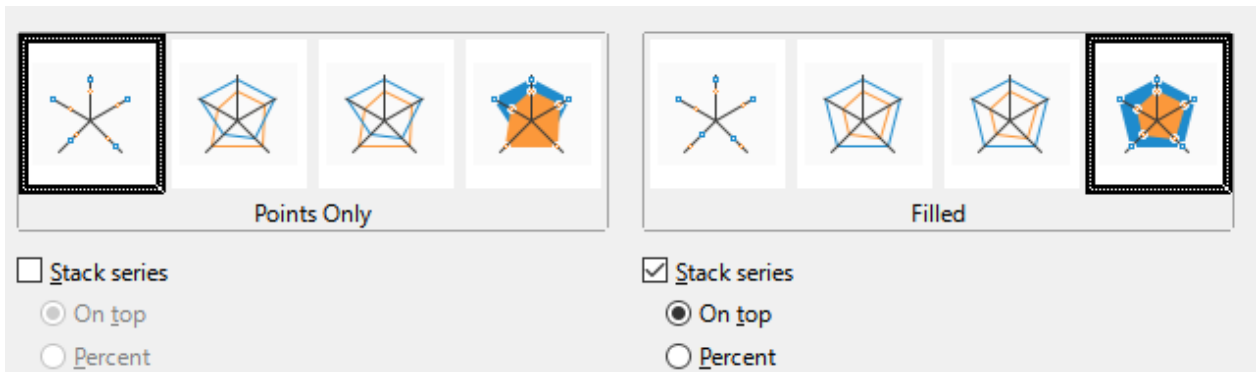 Points Only
Stack series
On top
Percent
Filled
Stack series
On top
Percent